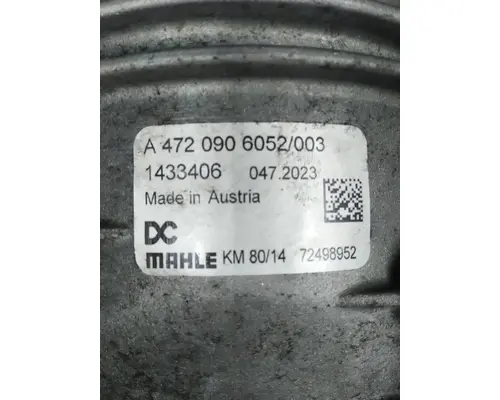 A 472 090 6052/003
1433406 047.2023
Made in Austria
DC
MAHLE KM 80/14 72498952